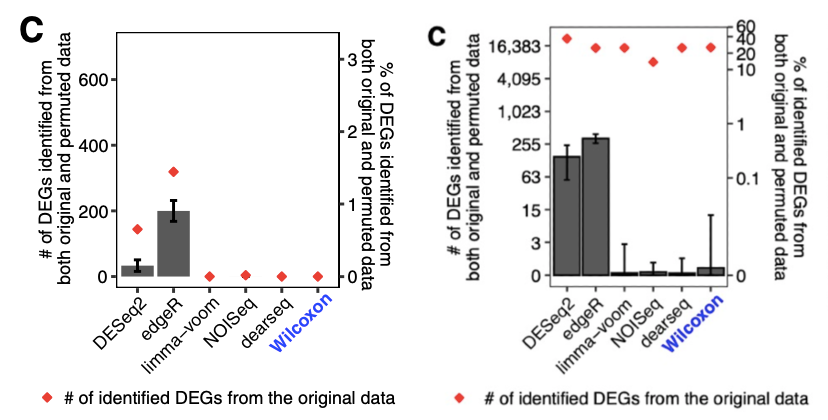 C
# of DEGs identified from
both original and permuted data
600
400
200
0
3
2
1
0
% of DEGs identified from
both original and permuted data
DESeq2
edgeR
limma−voom
NOISeq
dearseq
Wilcoxon
# of identified DEGs from the original data
C
# of DEGs identified from
both original and permuted data
16,383
4,095
1,023
255
63
15
3
0
60
40
20
10
1
0.1
0
% of identified DEGs from
both original and permuted data
DESeq2
edgeR
limma−voom
NOISeq
dearseq
Wilcoxon
# of identified DEGs from the original data